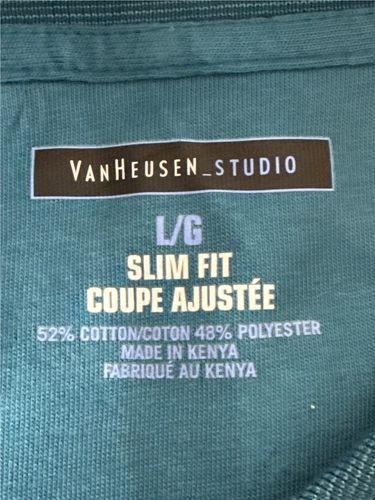 VANHEUSEN_STUDIO
L/G
SLIM FIT
COUPE AJUSTÉE
52% COTTON/COTON 48% POLYESTER
MADE IN KENYA
FABRIQUÉ AU KENYA